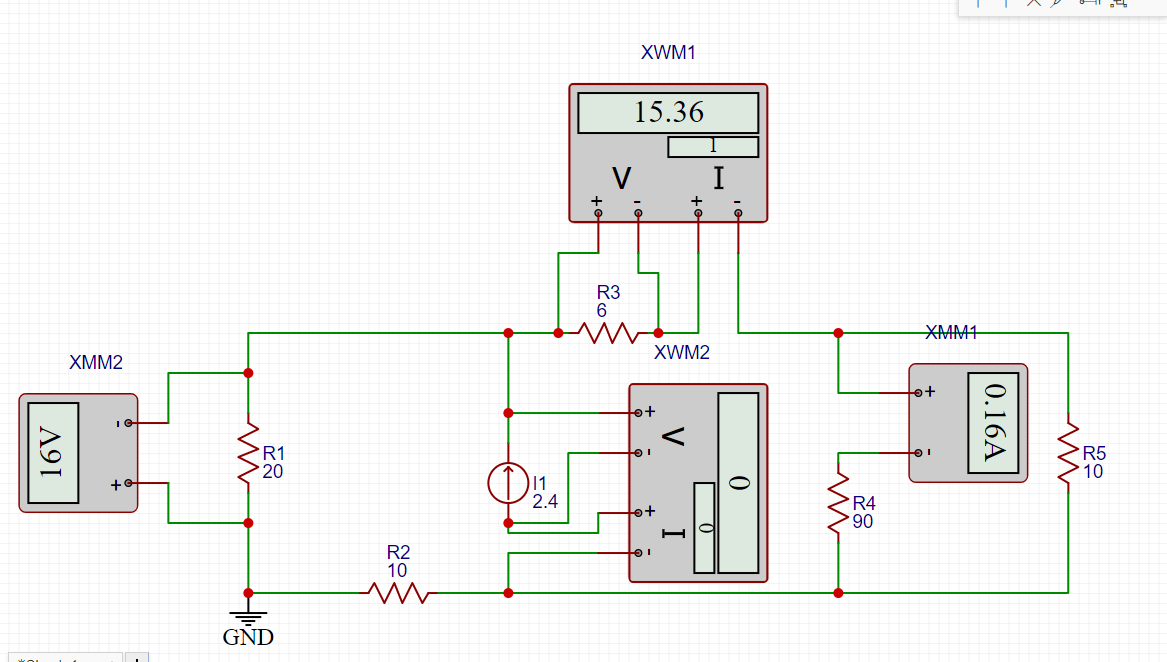 XWM1
15.36
1
V I
+ - + -
R3
6
XWM2
XMM1
XMM2
16V
-
+
R1
20
I1
2.4
+
V
-
+
I
-
0
0
0.16A
+
-
R4
90
R5
10
R2
10
GND